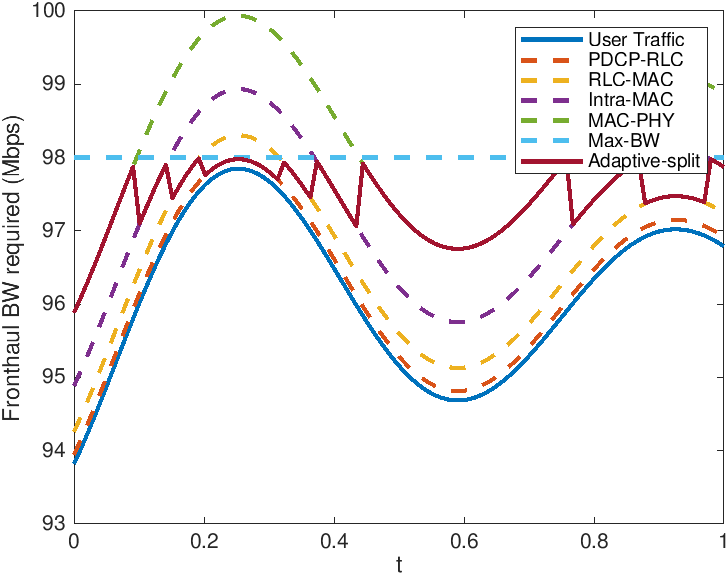 100
99
98
97
96
95
94
93
Fronthaul BW required (Mbps)
User Traffic
PDCP-RLC
RLC-MAC
Intra-MAC
MAC-PHY
Max-BW
Adaptive-split
0
0.2
0.4
0.6
0.8
1
t